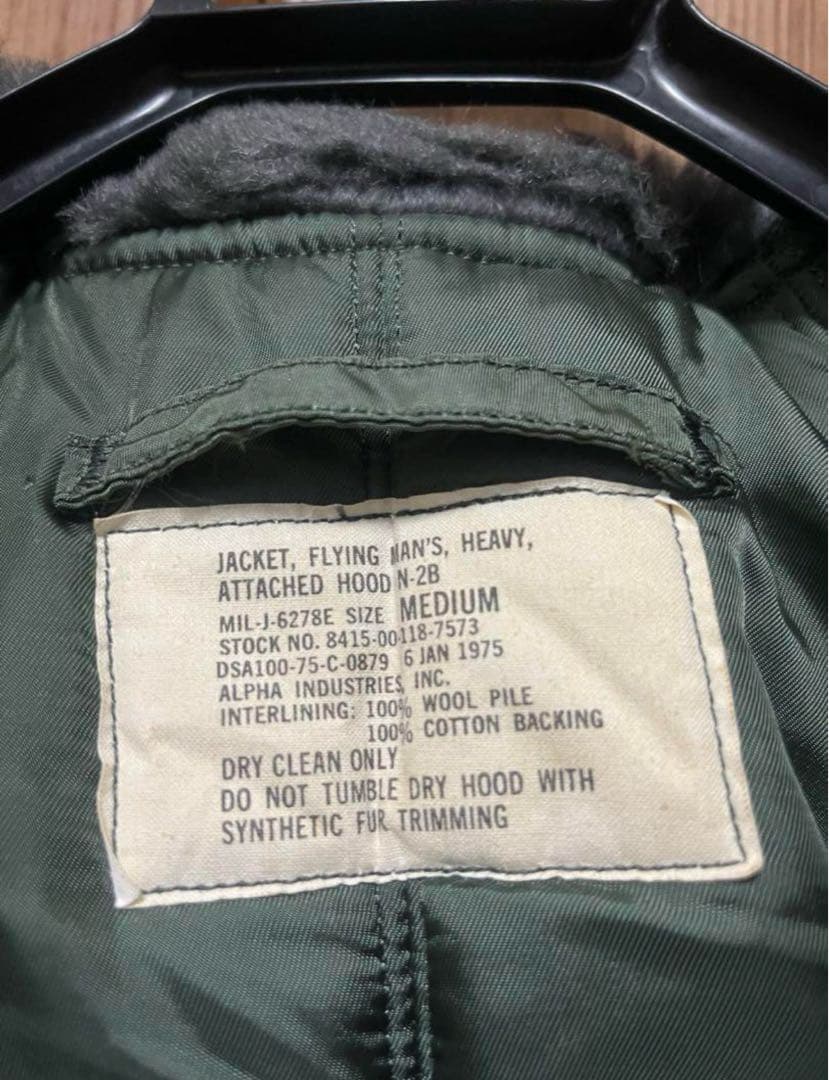 JACKET, FLYING MAN'S, HEAVY,
ATTACHED HOOD N-2B
MIL-J-6278E SIZE MEDIUM
STOCK NO. 8415-00-118-7573
DSA100-75-C-0879 6 JAN 1975
ALPHA INDUSTRIES, INC.
INTERLINING: 100% WOOL PILE
100% COTTON BACKING
DRY CLEAN ONLY
DO NOT TUMBLE DRY HOOD WITH
SYNTHETIC FUR TRIMMING